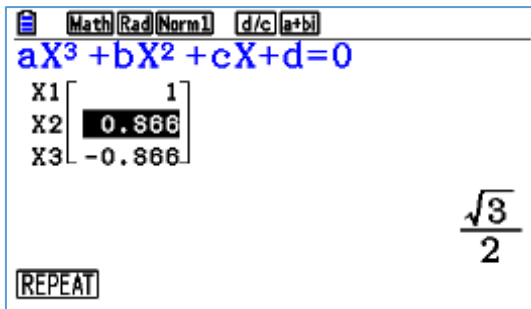 Math Rad Norm1 d/c a+bi
aX³+bX²+cX+d=0
X1[ 1]
X2 0.866
X3 -0.866
√3
2
REPEAT